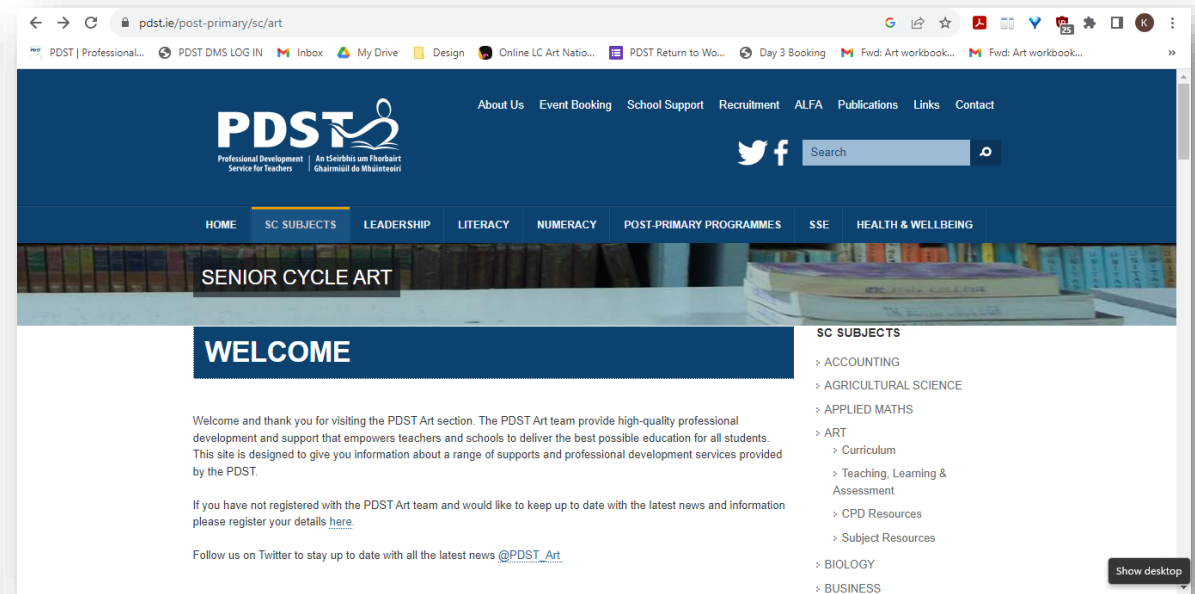 pdst.ie/post-primary/sc/art
K
25
PDST | Professional... PDST DMS LOG IN Inbox My Drive Design Online LC Art Natio... PDST Return to Wo... Day 3 Booking Fwd: Art workbook... Fwd: Art workbook... »
About Us Event Booking School Support Recruitment ALFA Publications Links Contact
PDST
Professional Development | An tSeirbhís um Fhorbairt
Service for Teachers | Ghairmiúil do Mhúinteoirí
Search
HOME SC SUBJECTS LEADERSHIP LITERACY NUMERACY POST-PRIMARY PROGRAMMES SSE HEALTH & WELLBEING
SENIOR CYCLE ART
WELCOME
Welcome and thank you for visiting the PDST Art section. The PDST Art team provide high-quality professional
development and support that empowers teachers and schools to deliver the best possible education for all students.
This site is designed to give you information about a range of supports and professional development services provided
by the PDST.
If you have not registered with the PDST Art team and would like to keep up to date with the latest news and information
please register your details here.
Follow us on Twitter to stay up to date with all the latest news @PDST_Art
SC SUBJECTS
ACCOUNTING
AGRICULTURAL SCIENCE
APPLIED MATHS
ART
Curriculum
Teaching, Learning &
Assessment
CPD Resources
Subject Resources
BIOLOGY
BUSINESS
Show desktop